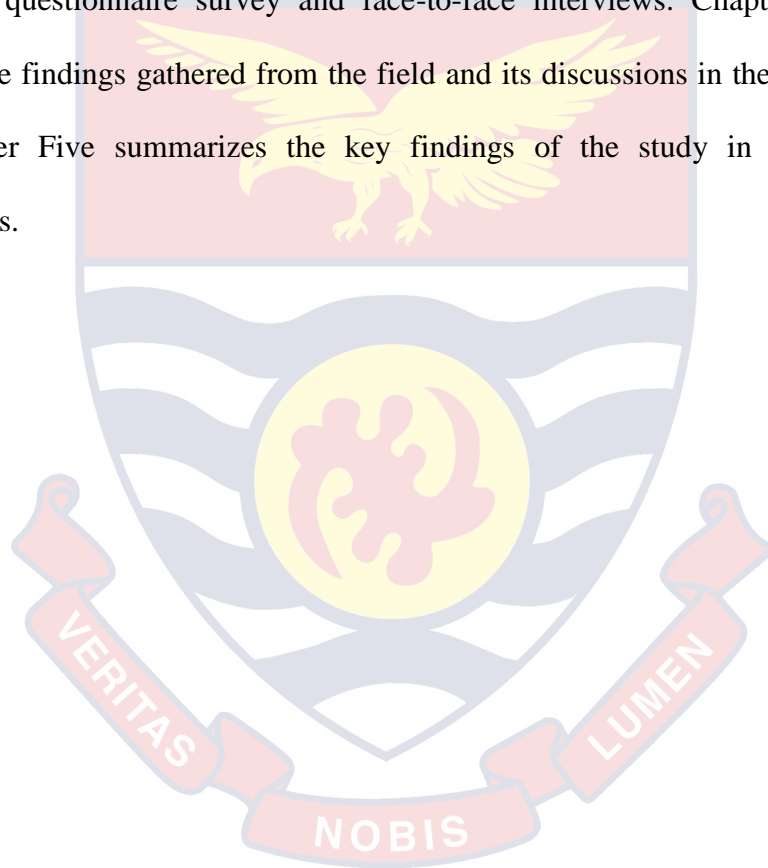 questionnaire survey and face-to-face interviews. Chapt
e findings gathered from the field and its discussions in the
er Five summarizes the key findings of the study in
s.
VERITAS
NOBIS
LUMEN